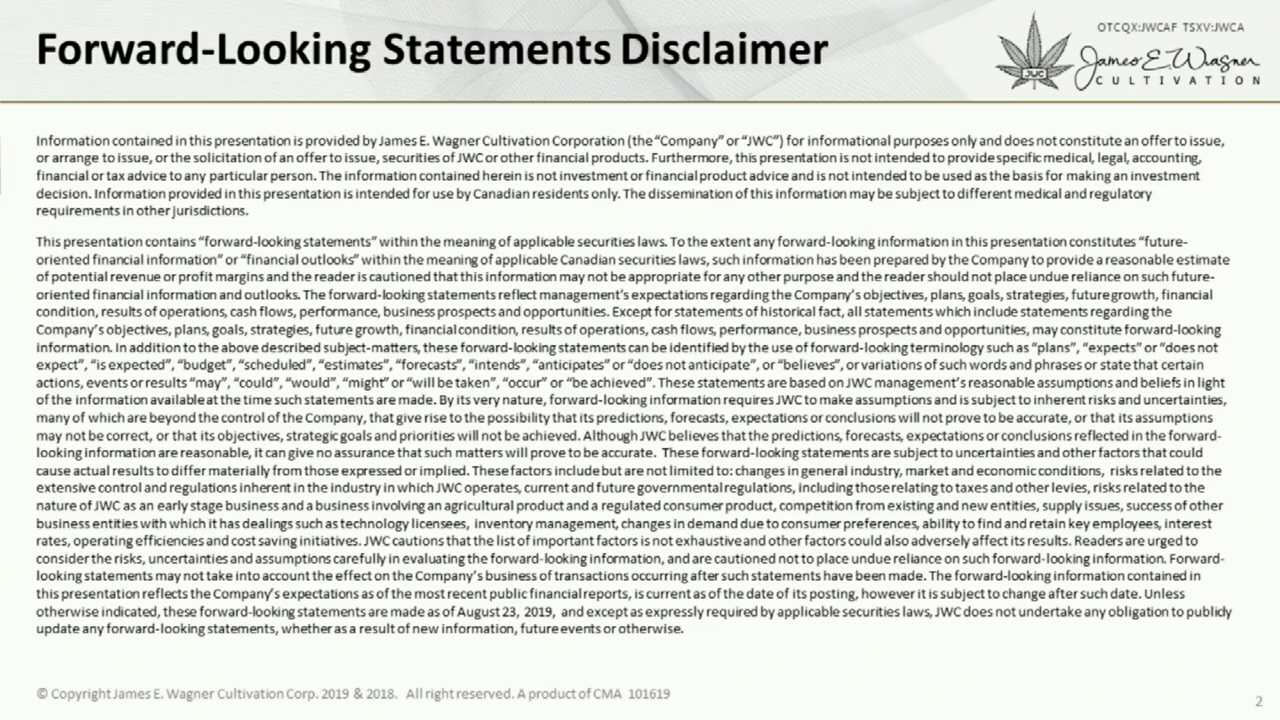 Forward-Looking Statements Disclaimer
OTCQX:JWCAF TSXV:JWCA
JWC
James E. Wagner
CULTIVATION
Information contained in this presentation is provided by James E. Wagner Cultivation Corporation (the “Company” or “JWC”) for informational purposes only and does not constitute an offer to issue,
or arrange to issue, or the solicitation of an offer to issue, securities of JWC or other financial products. Furthermore, this presentation is not intended to provide specific medical, legal, accounting,
financial or tax advice to any particular person. The information contained herein is not investment or financial product advice and is not intended to be used as the basis for making an investment
decision. Information provided in this presentation is intended for use by Canadian residents only. The dissemination of this information may be subject to different medical and regulatory
requirements in other jurisdictions.
This presentation contains “forward-looking statements” within the meaning of applicable securities laws. To the extent any forward-looking information in this presentation constitutes “future-
oriented financial information” or “financial outlooks” within the meaning of applicable Canadian securities laws, such information has been prepared by the Company to provide a reasonable estimate
of potential revenue or profit margins and the reader is cautioned that this information may not be appropriate for any other purpose and the reader should not place undue reliance on such future-
oriented financial information and outlooks. The forward-looking statements reflect management’s expectations regarding the Company’s objectives, plans, goals, strategies, future growth, financial
condition, results of operations, cash flows, performance, business prospects and opportunities. Except for statements of historical fact, all statements which include statements regarding the
Company’s objectives, plans, goals, strategies, future growth, financial condition, results of operations, cash flows, performance, business prospects and opportunities, may constitute forward-looking
information. In addition to the above described subject-matters, these forward-looking statements can be identified by the use of forward-looking terminology such as “plans”, “expects” or “does not
expect”, “is expected”, “budget”, “scheduled”, “estimates”, “forecasts”, “intends”, “anticipates” or “does not anticipate”, or “believes”, or variations of such words and phrases or state that certain
actions, events or results “may”, “could”, “would”, “might” or “will be taken”, “occur” or “be achieved”. These statements are based on JWC management’s reasonable assumptions and beliefs in light
of the information available at the time such statements are made. By its very nature, forward-looking information requires JWC to make assumptions and is subject to inherent risks and uncertainties,
many of which are beyond the control of the Company, that give rise to the possibility that its predictions, forecasts, expectations or conclusions will not prove to be accurate, or that its assumptions
may not be correct, or that its objectives, strategic goals and priorities will not be achieved. Although JWC believes that the predictions, forecasts, expectations or conclusions reflected in the forward-
looking information are reasonable, it can give no assurance that such matters will prove to be accurate. These forward-looking statements are subject to uncertainties and other factors that could
cause actual results to differ materially from those expressed or implied. These factors include but are not limited to: changes in general industry, market and economic conditions, risks related to the
extensive control and regulations inherent in the industry in which JWC operates, current and future governmental regulations, including those relating to taxes and other levies, risks related to the
nature of JWC as an early stage business and a business involving an agricultural product and a regulated consumer product, competition from existing and new entities, supply issues, success of other
business entities with which it has dealings such as technology licensees, inventory management, changes in demand due to consumer preferences, ability to find and retain key employees, interest
rates, operating efficiencies and cost saving initiatives. JWC cautions that the list of important factors is not exhaustive and other factors could also adversely affect its results. Readers are urged to
consider the risks, uncertainties and assumptions carefully in evaluating the forward-looking information, and are cautioned not to place undue reliance on such forward-looking information. Forward-
looking statements may not take into account the effect on the Company’s business of transactions occurring after such statements have been made. The forward-looking information contained in
this presentation reflects the Company’s expectations as of the most recent public financial reports, is current as of the date of its posting, however it is subject to change after such date. Unless
otherwise indicated, these forward-looking statements are made as of August 23, 2019, and except as expressly required by applicable securities laws, JWC does not undertake any obligation to publicly
update any forward-looking statements, whether as a result of new information, future events or otherwise.
© Copyright James E. Wagner Cultivation Corp. 2019 & 2018. All right reserved. A product of CMA 101619
2